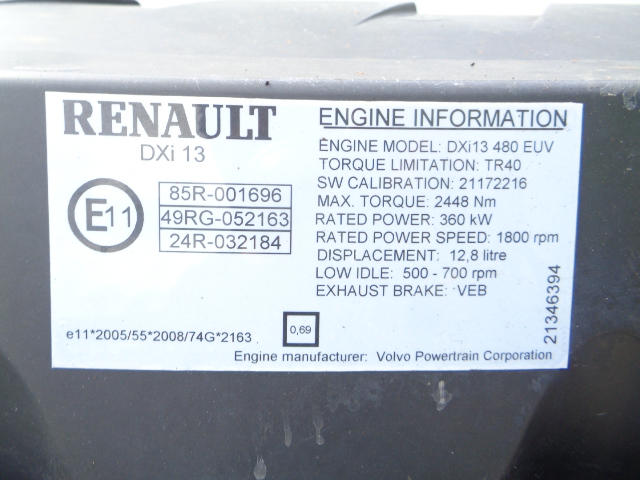 RENAULT
DXi 13
E11
85R-001696
49RG-052163
24R-032184
e11*2005/55*2008/74G*2163
0,69
ENGINE INFORMATION
ENGINE MODEL: DXi13 480 EUV
TORQUE LIMITATION: TR40
SW CALIBRATION: 21172216
MAX. TORQUE: 2448 Nm
RATED POWER: 360 kW
RATED POWER SPEED: 1800 rpm
DISPLACEMENT: 12,8 litre
LOW IDLE: 500 - 700 rpm
EXHAUST BRAKE: VEB
Engine manufacturer: Volvo Powertrain Corporation
21346394